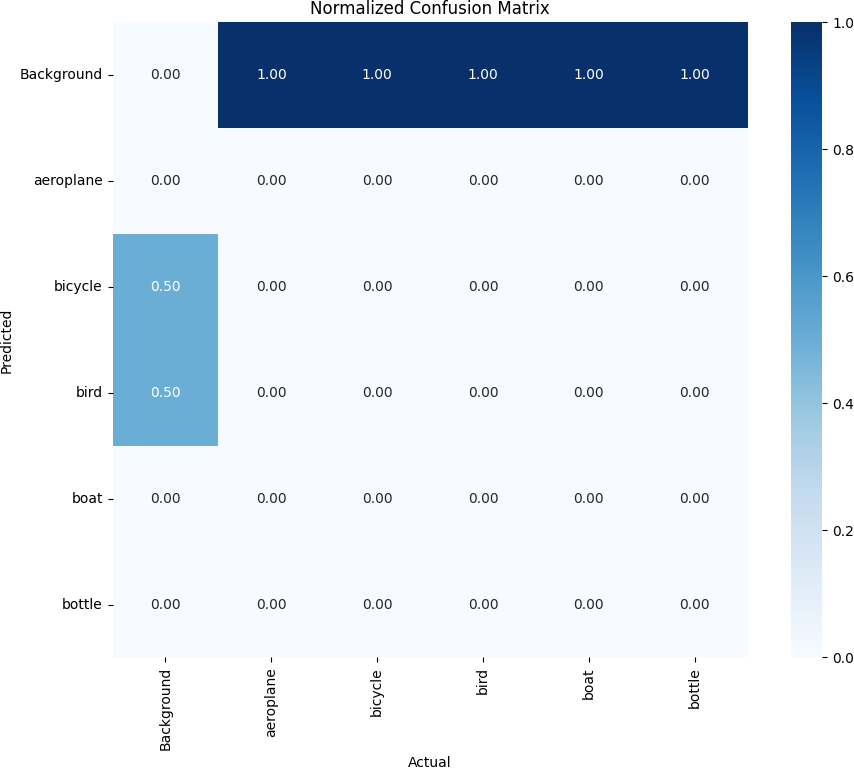 Normalized Confusion Matrix
Background 0.00 1.00 1.00 1.00 1.00 1.00
aeroplane 0.00 0.00 0.00 0.00 0.00 0.00
bicycle 0.50 0.00 0.00 0.00 0.00 0.00
bird 0.50 0.00 0.00 0.00 0.00 0.00
boat 0.00 0.00 0.00 0.00 0.00 0.00
bottle 0.00 0.00 0.00 0.00 0.00 0.00
Predicted
Background aeroplane bicycle bird boat bottle
Actual
1.0
0.8
0.6
0.4
0.2
0.0